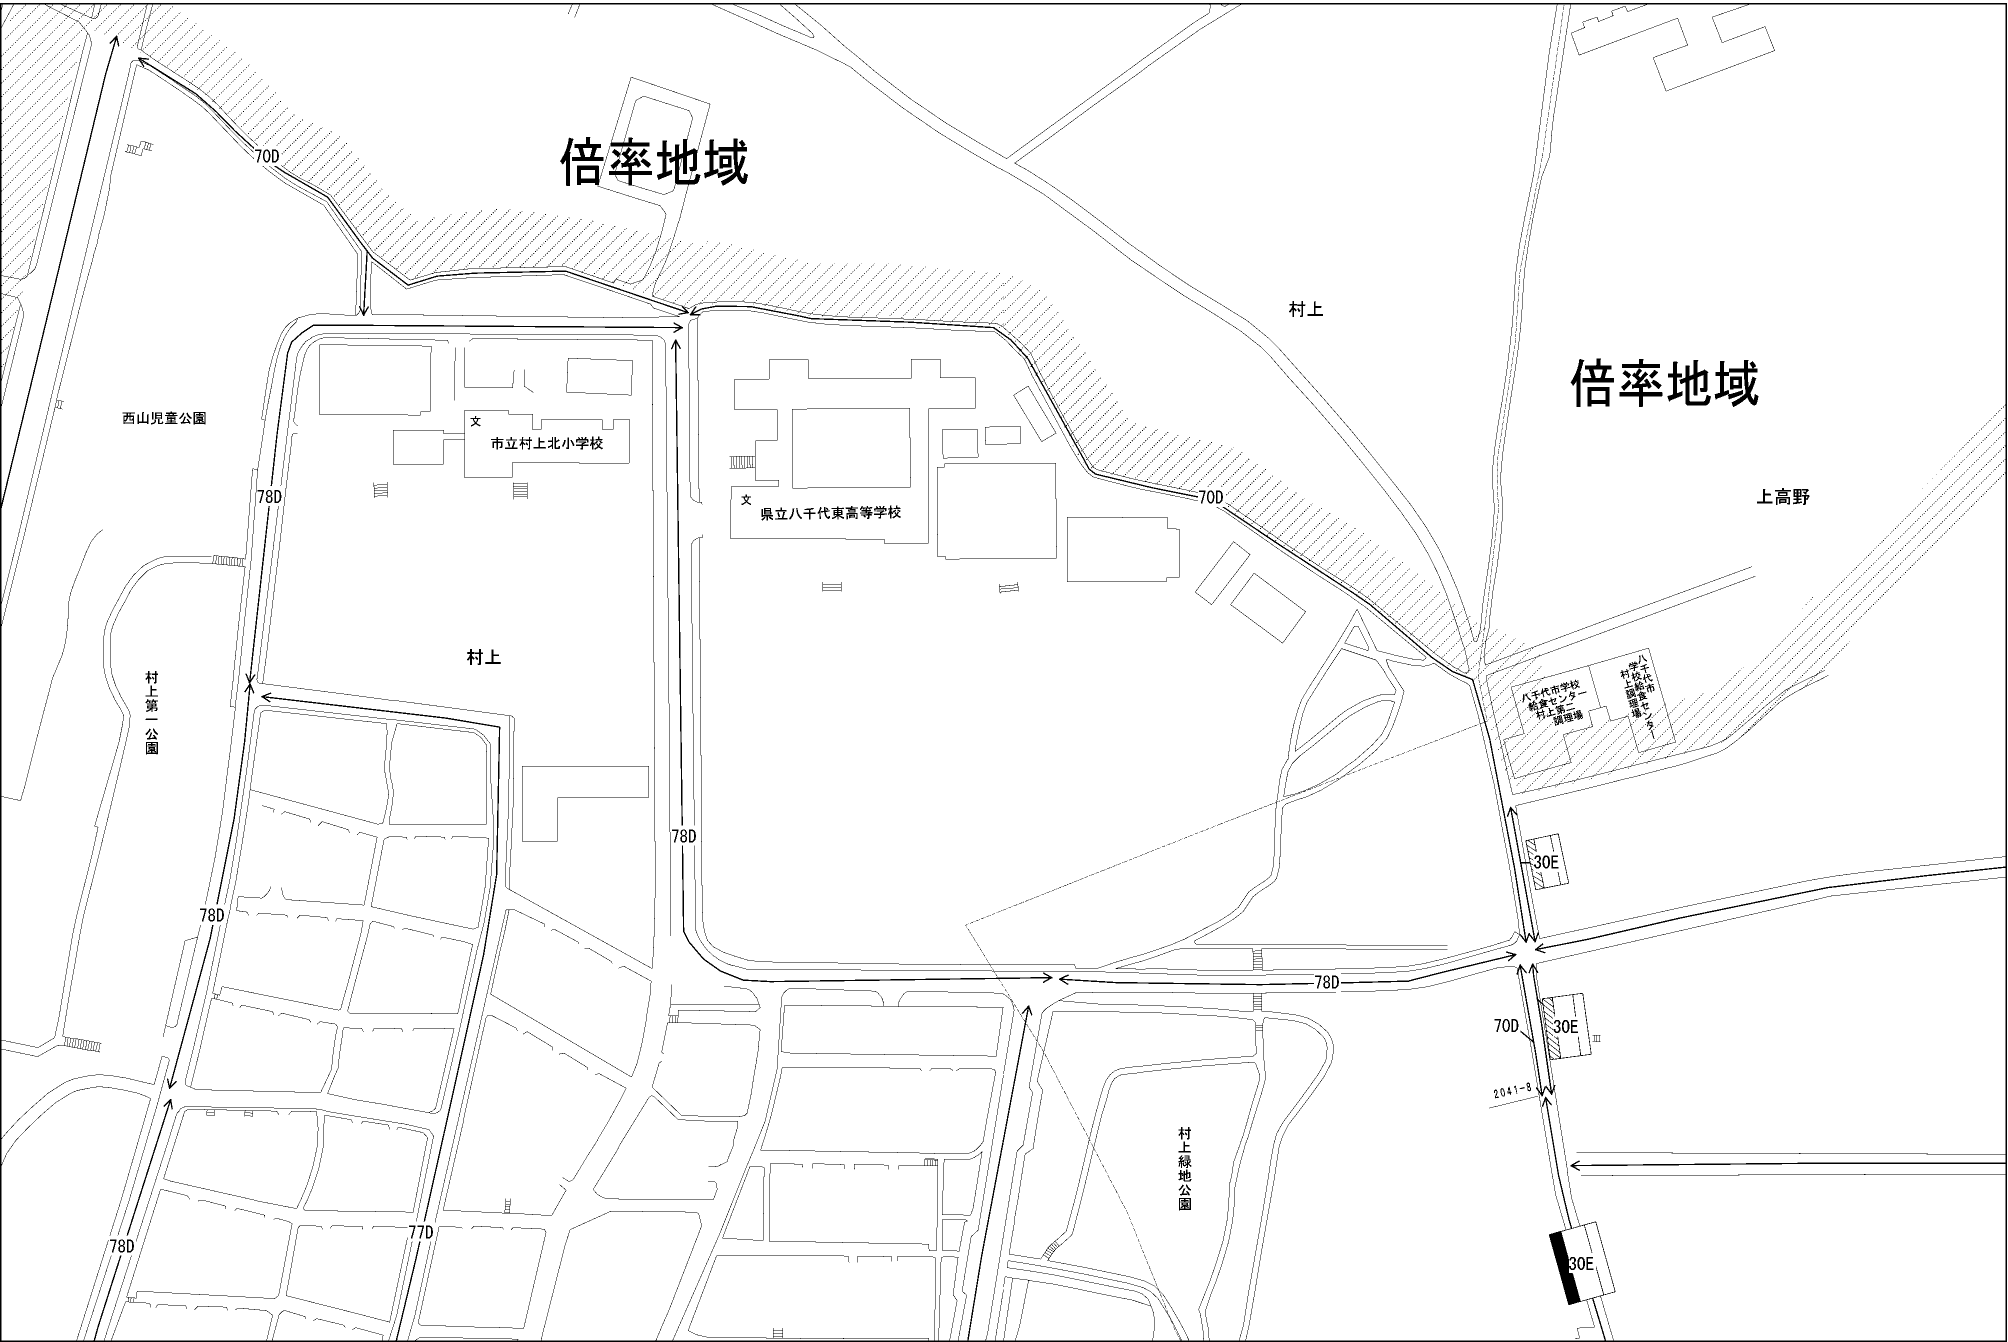 70D
倍率地域
村上
倍率地域
西山児童公園
文
市立村上北小学校
78D
文
県立八千代東高等学校
70D
上高野
村上
村上第一公園
八千代市学校
給食センター
村上第二
調理場
八千代市
学校給食センター
村上調理場
78D
30E
78D
78D
70D
30E
2041-8
村上緑地公園
78D
77D
30E